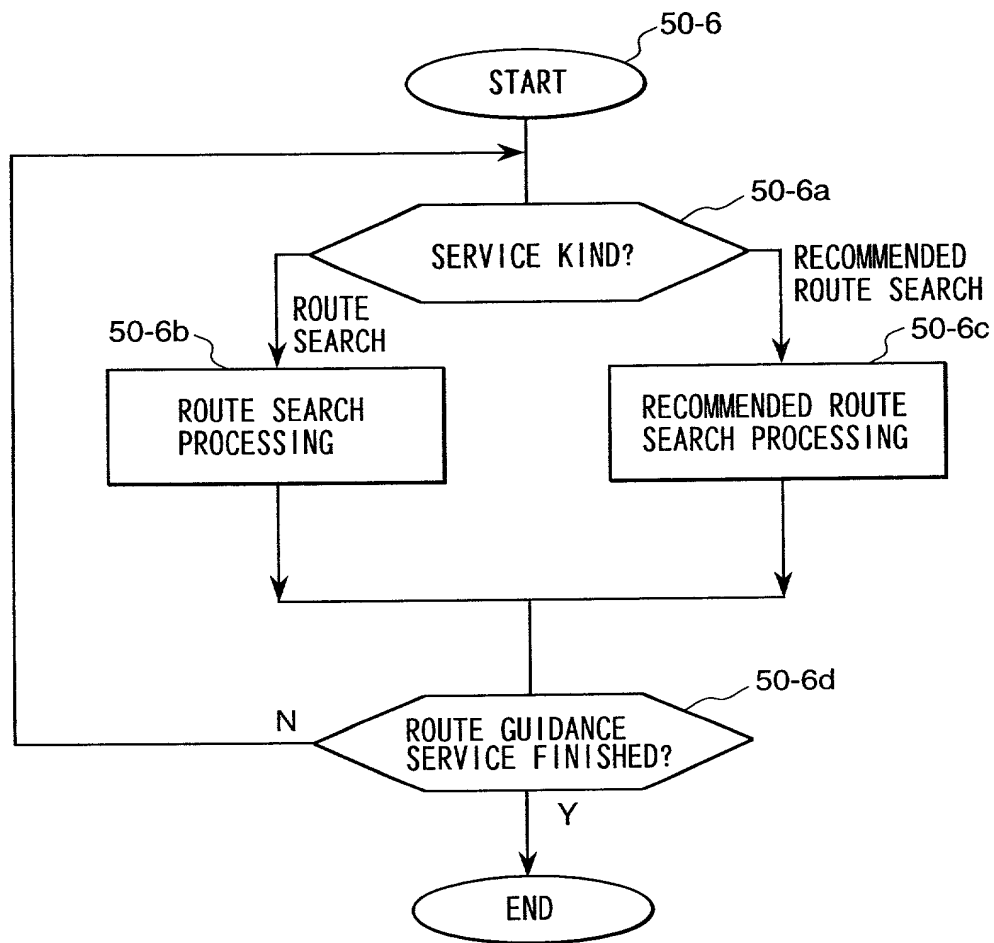 50-6
START
50-6a
SERVICE KIND?
RECOMMENDED
ROUTE SEARCH
ROUTE
SEARCH
50-6b
50-6c
ROUTE SEARCH
PROCESSING
RECOMMENDED ROUTE
SEARCH PROCESSING
50-6d
N
ROUTE GUIDANCE
SERVICE FINISHED?
Y
END